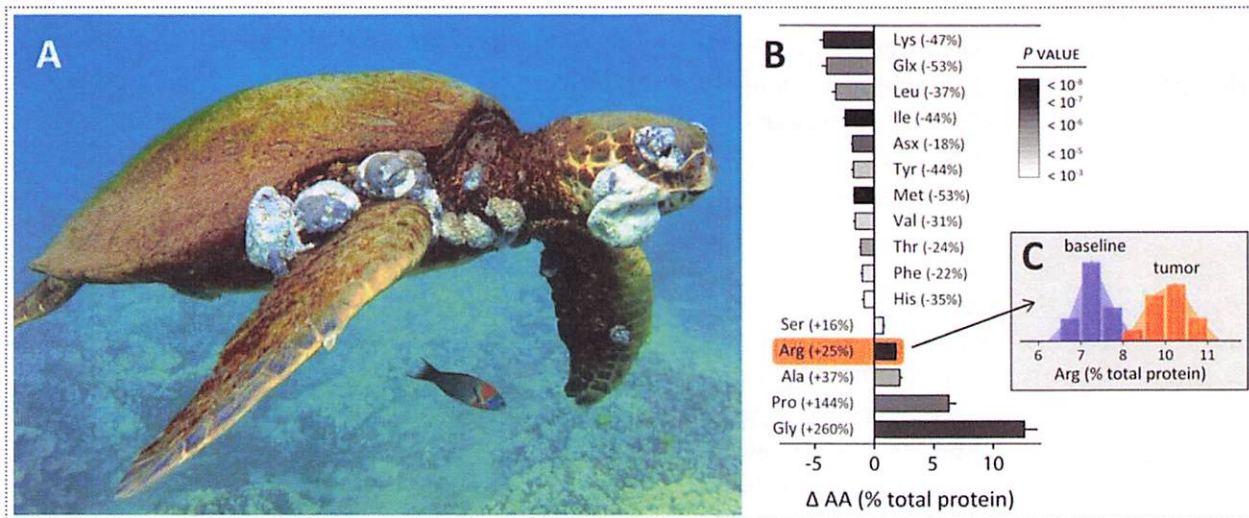 A
B
Lys (-47%)
Glx (-53%)
Leu (-37%)
Ile (-44%)
Asx (-18%)
Tyr (-44%)
Met (-53%)
Val (-31%)
Thr (-24%)
Phe (-22%)
His (-35%)
Ser (+16%)
Arg (+25%)
Ala (+37%)
Pro (+144%)
Gly (+260%)
-5 0 5 10
Δ AA (% total protein)
P VALUE
< 10⁻⁸
< 10⁻⁷
< 10⁻⁶
< 10⁻⁵
< 10⁻³
C
baseline
tumor
6 7 8 9 10 11
Arg (% total protein)